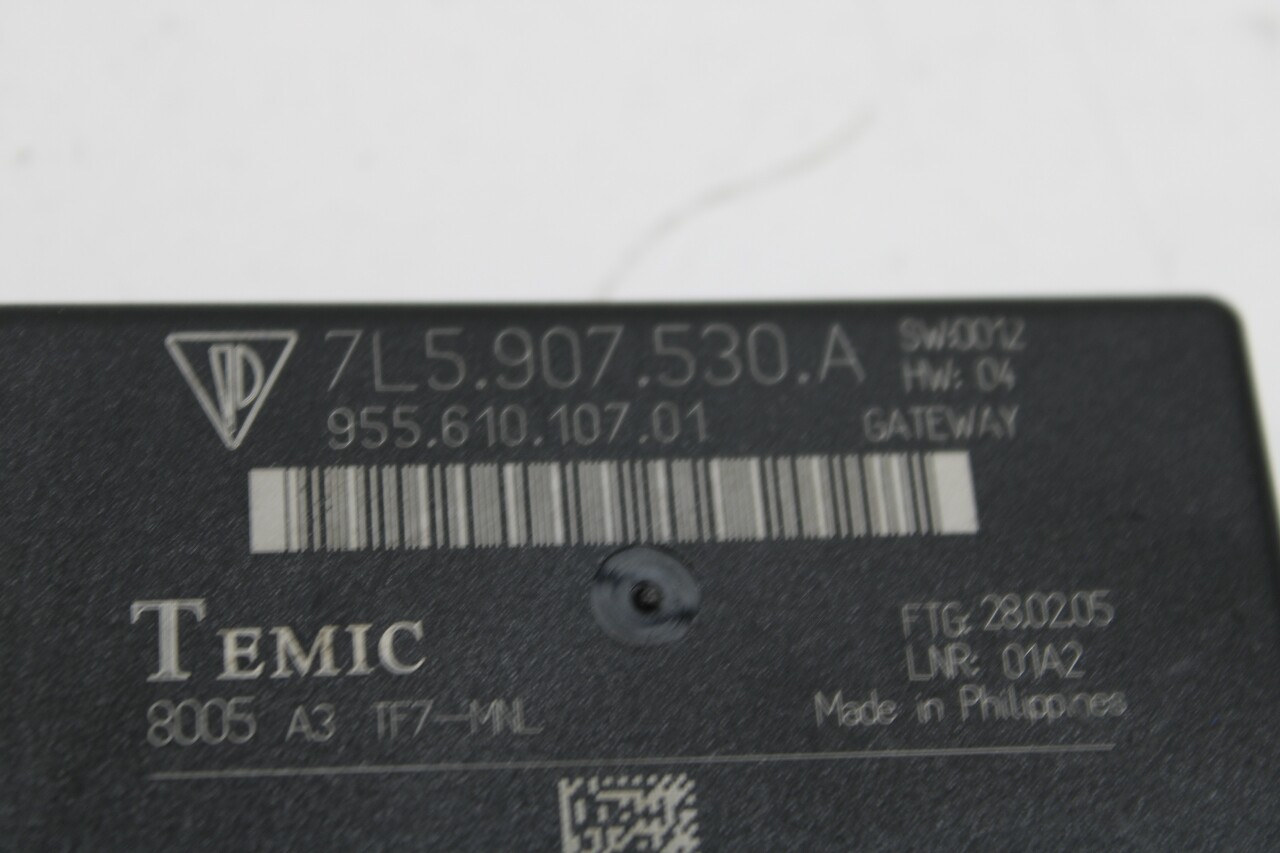 7L5.907.530.A SW:0012
HW: 04
955.610.107.01 GATEWAY
TEMIC
FTG: 28.02.05
LNR: 01A2
8005 A3 TF7-MNL
Made in Philippines